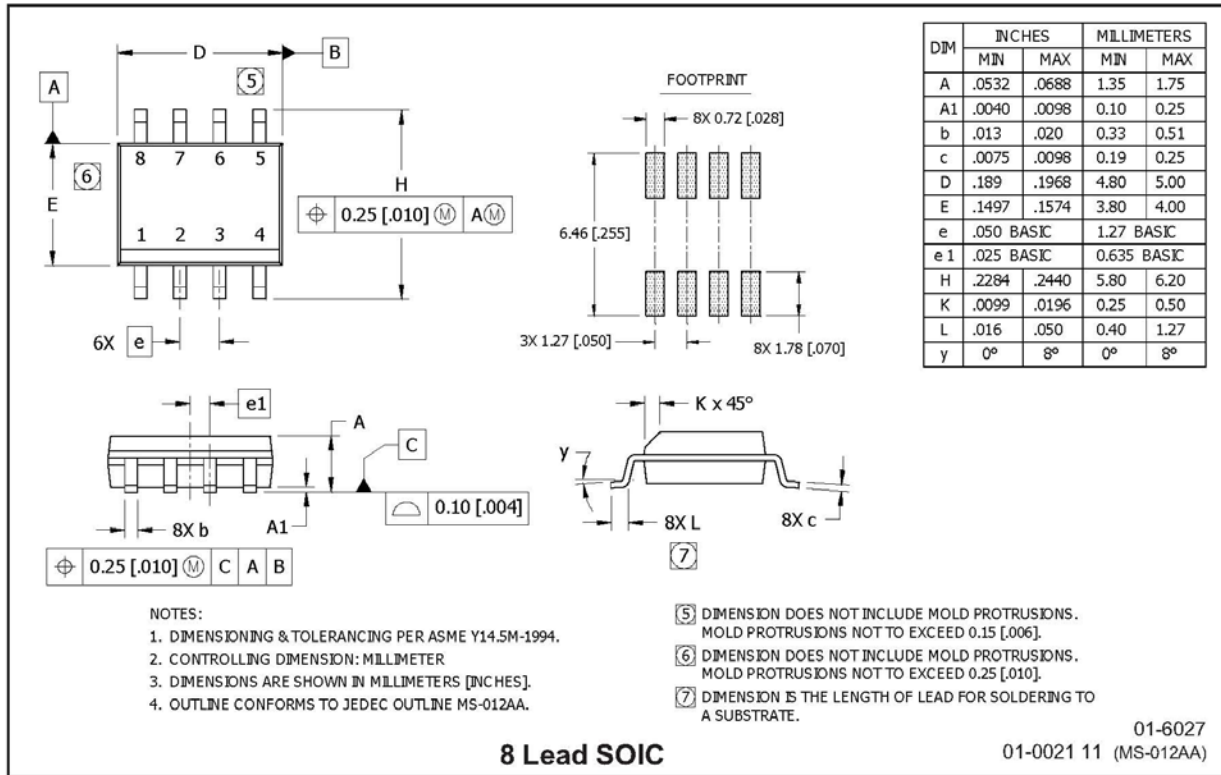 D
B
5
A
8 7 6 5
6
E
H
⌖ 0.25 [.010] Ⓜ AⓂ
1 2 3 4
6X e
FOOTPRINT
8X 0.72 [.028]
6.46 [.255]
3X 1.27 [.050]
8X 1.78 [.070]
DIM INCHES MILLIMETERS
MIN MAX MIN MAX
A .0532 .0688 1.35 1.75
A1 .0040 .0098 0.10 0.25
b .013 .020 0.33 0.51
c .0075 .0098 0.19 0.25
D .189 .1968 4.80 5.00
E .1497 .1574 3.80 4.00
e .050 BASIC 1.27 BASIC
e 1 .025 BASIC 0.635 BASIC
H .2284 .2440 5.80 6.20
K .0099 .0196 0.25 0.50
L .016 .050 0.40 1.27
y 0° 8° 0° 8°
e1
A
C
0.10 [.004]
A1
8X b
⌖ 0.25 [.010] Ⓜ C A B
K x 45°
y
8X L
8X c
7
NOTES:
1. DIMENSIONING & TOLERANCING PER ASME Y14.5M-1994.
2. CONTROLLING DIMENSION: MILLIMETER
3. DIMENSIONS ARE SHOWN IN MILLIMETERS [INCHES].
4. OUTLINE CONFORMS TO JEDEC OUTLINE MS-012AA.
5 DIMENSION DOES NOT INCLUDE MOLD PROTRUSIONS.
MOLD PROTRUSIONS NOT TO EXCEED 0.15 [.006].
6 DIMENSION DOES NOT INCLUDE MOLD PROTRUSIONS.
MOLD PROTRUSIONS NOT TO EXCEED 0.25 [.010].
7 DIMENSION IS THE LENGTH OF LEAD FOR SOLDERING TO
A SUBSTRATE.
8 Lead SOIC
01-6027
01-0021 11 (MS-012AA)